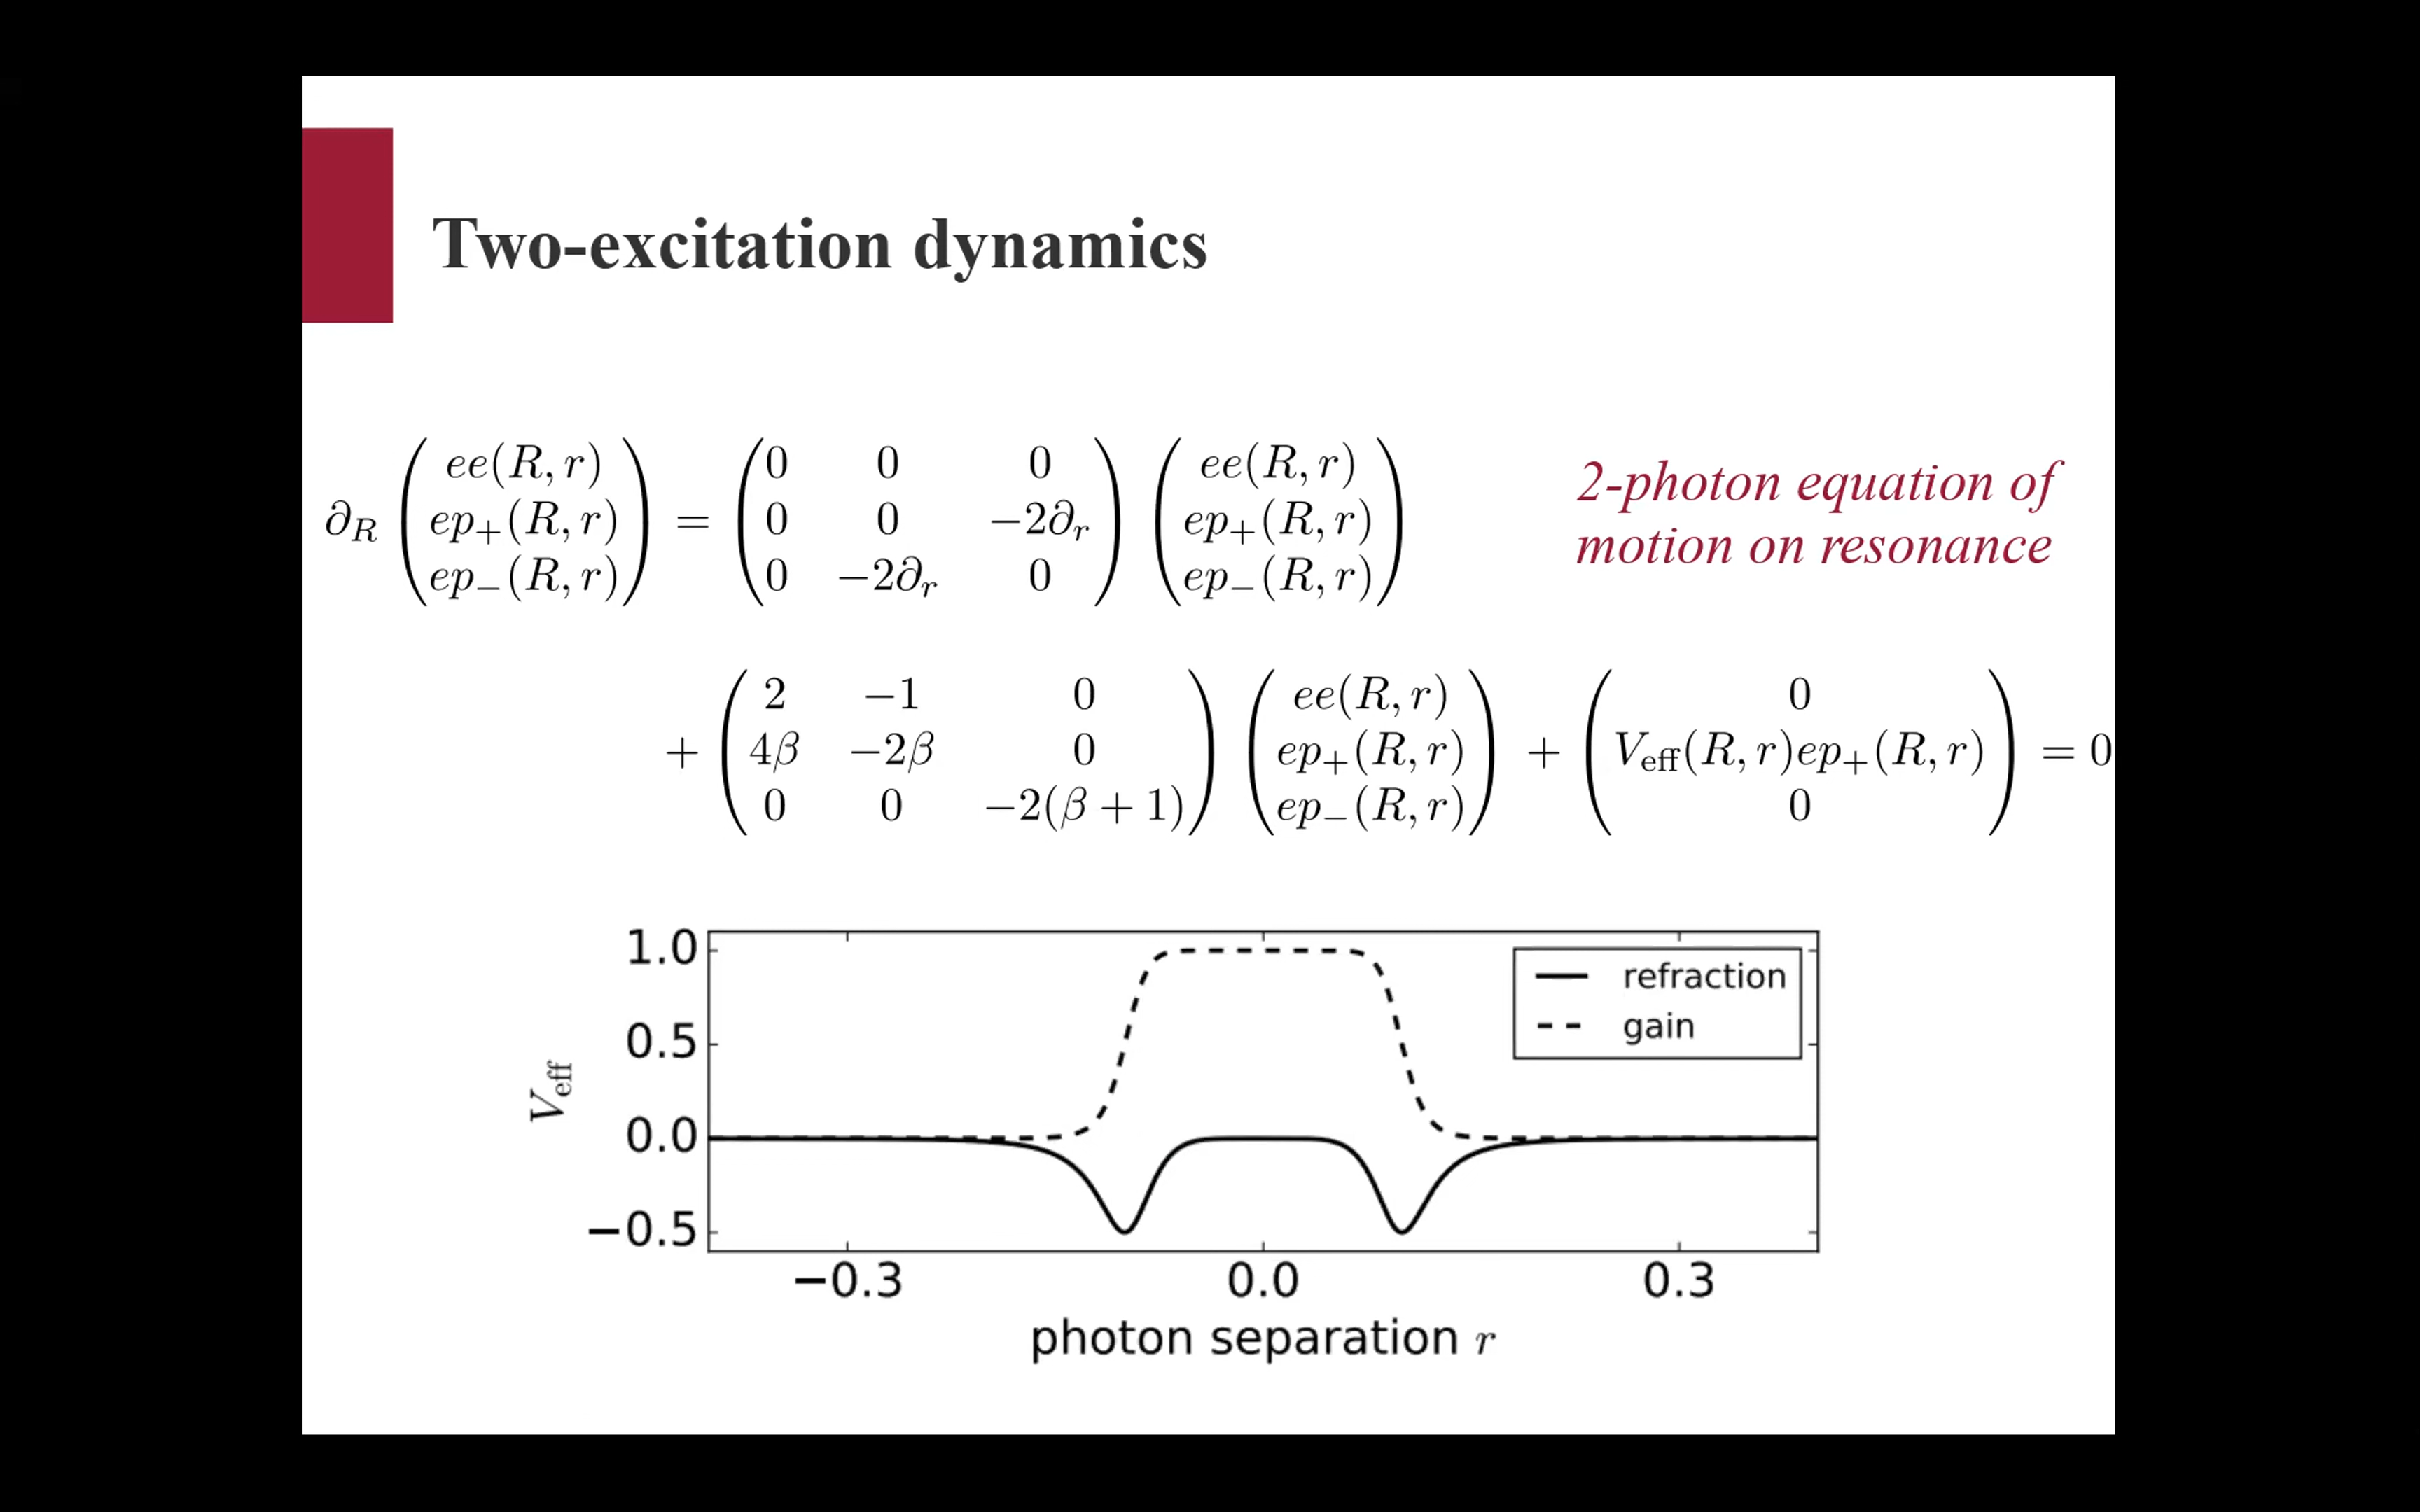 Two-excitation dynamics
∂_R ( ee(R, r) ; ep₊(R, r) ; ep₋(R, r) ) = ( 0 0 0 ; 0 0 −2∂_r ; 0 −2∂_r 0 ) ( ee(R, r) ; ep₊(R, r) ; ep₋(R, r) )
2-photon equation of
motion on resonance
+ ( 2 −1 0 ; 4β −2β 0 ; 0 0 −2(β + 1) ) ( ee(R, r) ; ep₊(R, r) ; ep₋(R, r) ) + ( 0 ; V_eff(R, r)ep₊(R, r) ; 0 ) = 0
1.0
0.5
0.0
−0.5
V_eff
refraction
gain
−0.3 0.0 0.3
photon separation r